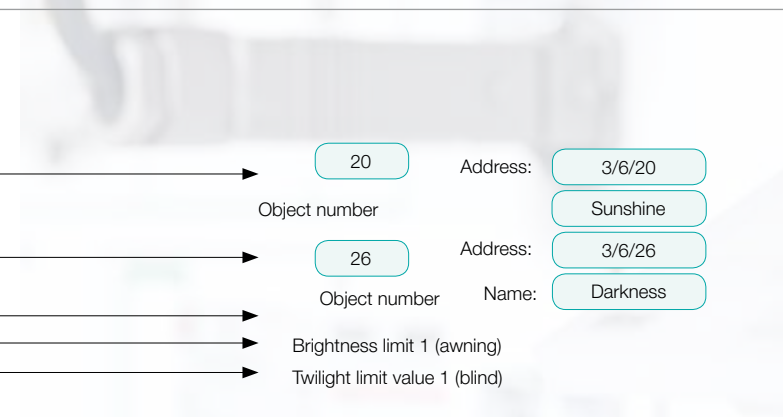 20 Address: 3/6/20
Object number Sunshine
26 Address: 3/6/26
Object number Name: Darkness
Brightness limit 1 (awning)
Twilight limit value 1 (blind)